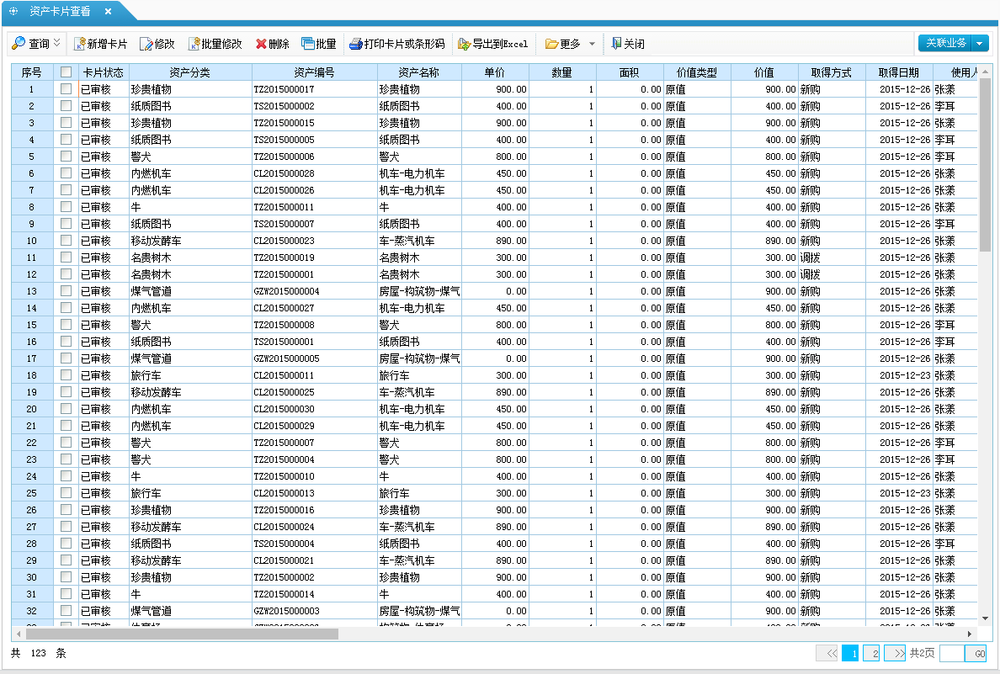 资产卡片查看 ×
查询 新增卡片 修改 批量修改 删除 批量 打印卡片或条形码 导出到Excel 更多 关闭 关联业务
序号 卡片状态 资产分类 资产编号 资产名称 单价 数量 面积 价值类型 价值 取得方式 取得日期 使用人
1 已审核 珍贵植物 TZ2015000017 珍贵植物 900.00 1 0.00 原值 900.00 新购 2015-12-26 张漾
2 已审核 纸质图书 TS2015000002 纸质图书 400.00 1 0.00 原值 400.00 新购 2015-12-26 李耳
3 已审核 珍贵植物 TZ2015000015 珍贵植物 900.00 1 0.00 原值 900.00 新购 2015-12-26 张漾
4 已审核 纸质图书 TS2015000005 纸质图书 400.00 1 0.00 原值 400.00 新购 2015-12-26 李耳
5 已审核 警犬 TZ2015000006 警犬 800.00 1 0.00 原值 800.00 新购 2015-12-26 李耳
6 已审核 内燃机车 CL2015000028 机车-电力机车 450.00 1 0.00 原值 450.00 新购 2015-12-26 张漾
7 已审核 内燃机车 CL2015000026 机车-电力机车 450.00 1 0.00 原值 450.00 新购 2015-12-26 张漾
8 已审核 牛 TZ2015000011 牛 400.00 1 0.00 原值 400.00 新购 2015-12-26 张漾
9 已审核 纸质图书 TS2015000007 纸质图书 400.00 1 0.00 原值 400.00 新购 2015-12-26 李耳
10 已审核 移动发酵车 CL2015000023 车-蒸汽机车 890.00 1 0.00 原值 890.00 新购 2015-12-26 张漾
11 已审核 名贵树木 TZ2015000019 名贵树木 300.00 1 0.00 原值 300.00 调拨 2015-12-26 张漾
12 已审核 名贵树木 TZ2015000001 名贵树木 300.00 1 0.00 原值 300.00 调拨 2015-12-26 张漾
13 已审核 煤气管道 GZW2015000004 房屋-构筑物-煤气 0.00 1 0.00 原值 900.00 新购 2015-12-26 张漾
14 已审核 内燃机车 CL2015000027 机车-电力机车 450.00 1 0.00 原值 450.00 新购 2015-12-26 张漾
15 已审核 警犬 TZ2015000008 警犬 800.00 1 0.00 原值 800.00 新购 2015-12-26 李耳
16 已审核 纸质图书 TS2015000001 纸质图书 400.00 1 0.00 原值 400.00 新购 2015-12-26 李耳
17 已审核 煤气管道 GZW2015000005 房屋-构筑物-煤气 0.00 1 0.00 原值 900.00 新购 2015-12-26 张漾
18 已审核 旅行车 CL2015000011 旅行车 300.00 1 0.00 原值 300.00 新购 2015-12-23 张漾
19 已审核 移动发酵车 CL2015000025 车-蒸汽机车 890.00 1 0.00 原值 890.00 新购 2015-12-26 张漾
20 已审核 内燃机车 CL2015000030 机车-电力机车 450.00 1 0.00 原值 450.00 新购 2015-12-26 张漾
21 已审核 内燃机车 CL2015000029 机车-电力机车 450.00 1 0.00 原值 450.00 新购 2015-12-26 张漾
22 已审核 警犬 TZ2015000007 警犬 800.00 1 0.00 原值 800.00 新购 2015-12-26 李耳
23 已审核 警犬 TZ2015000004 警犬 800.00 1 0.00 原值 800.00 新购 2015-12-26 李耳
24 已审核 牛 TZ2015000010 牛 400.00 1 0.00 原值 400.00 新购 2015-12-26 张漾
25 已审核 旅行车 CL2015000013 旅行车 300.00 1 0.00 原值 300.00 新购 2015-12-23 张漾
26 已审核 珍贵植物 TZ2015000016 珍贵植物 900.00 1 0.00 原值 900.00 新购 2015-12-26 张漾
27 已审核 移动发酵车 CL2015000024 车-蒸汽机车 890.00 1 0.00 原值 890.00 新购 2015-12-26 张漾
28 已审核 纸质图书 TS2015000004 纸质图书 400.00 1 0.00 原值 400.00 新购 2015-12-26 李耳
29 已审核 移动发酵车 CL2015000021 车-蒸汽机车 890.00 1 0.00 原值 890.00 新购 2015-12-26 张漾
30 已审核 珍贵植物 TZ2015000002 珍贵植物 900.00 1 0.00 原值 900.00 新购 2015-12-26 张漾
31 已审核 牛 TZ2015000014 牛 400.00 1 0.00 原值 400.00 新购 2015-12-26 张漾
32 已审核 煤气管道 GZW2015000003 房屋-构筑物-煤气 0.00 1 0.00 原值 900.00 新购 2015-12-26 张漾
共 123 条 << 1 2 >> 共2页 GO